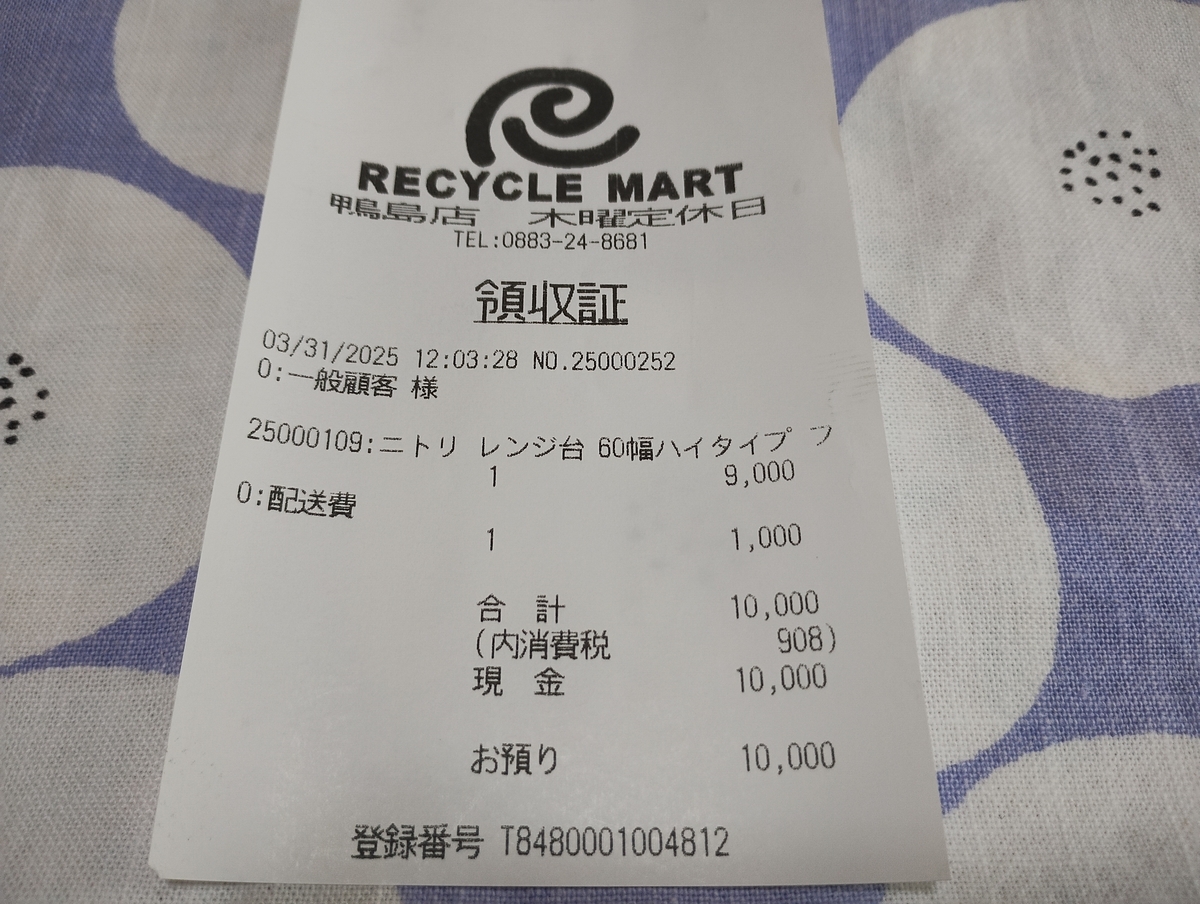 RECYCLE MART
鴨島店 木曜定休日
TEL:0883-24-8681
領収証
03/31/2025 12:03:28 NO.25000252
0:一般顧客 様
25000109:ニトリ レンジ台 60幅ハイタイプ フ
1 9,000
0:配送費
1 1,000
合 計 10,000
(内消費税 908)
現 金 10,000
お預り 10,000
登録番号 T8480001004812